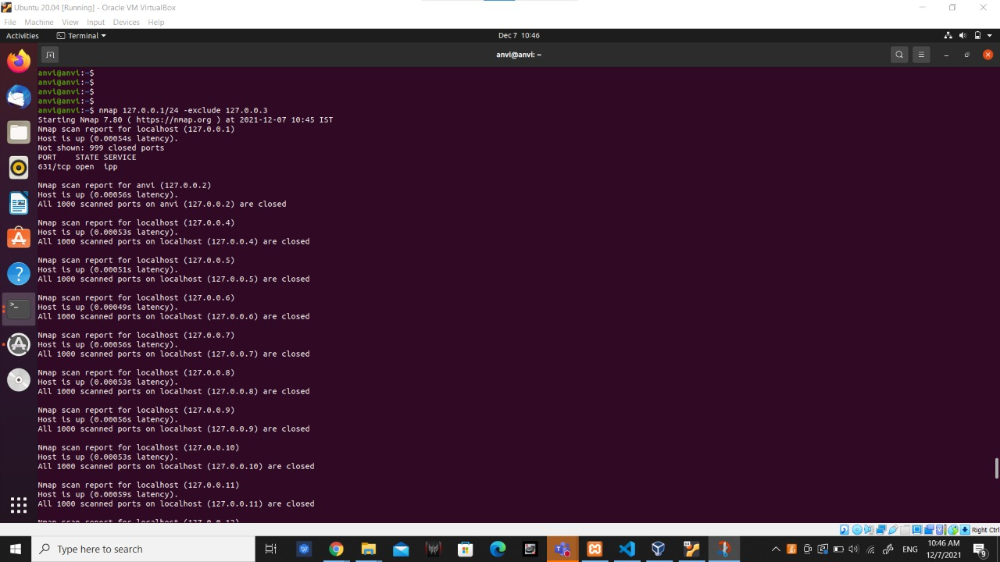 Ubuntu 20.04 [Running] - Oracle VM VirtualBox
File Machine View Input Devices Help
Activities Terminal Dec 7 10:46
anvi@anvi: ~
anvi@anvi:~$
anvi@anvi:~$
anvi@anvi:~$
anvi@anvi:~$
anvi@anvi:~$ nmap 127.0.0.1/24 -exclude 127.0.0.3
Starting Nmap 7.80 ( https://nmap.org ) at 2021-12-07 10:45 IST
Nmap scan report for localhost (127.0.0.1)
Host is up (0.00054s latency).
Not shown: 999 closed ports
PORT    STATE SERVICE
631/tcp open  ipp
Nmap scan report for anvi (127.0.0.2)
Host is up (0.00056s latency).
All 1000 scanned ports on anvi (127.0.0.2) are closed
Nmap scan report for localhost (127.0.0.4)
Host is up (0.00053s latency).
All 1000 scanned ports on localhost (127.0.0.4) are closed
Nmap scan report for localhost (127.0.0.5)
Host is up (0.00051s latency).
All 1000 scanned ports on localhost (127.0.0.5) are closed
Nmap scan report for localhost (127.0.0.6)
Host is up (0.00049s latency).
All 1000 scanned ports on localhost (127.0.0.6) are closed
Nmap scan report for localhost (127.0.0.7)
Host is up (0.00056s latency).
All 1000 scanned ports on localhost (127.0.0.7) are closed
Nmap scan report for localhost (127.0.0.8)
Host is up (0.00053s latency).
All 1000 scanned ports on localhost (127.0.0.8) are closed
Nmap scan report for localhost (127.0.0.9)
Host is up (0.00056s latency).
All 1000 scanned ports on localhost (127.0.0.9) are closed
Nmap scan report for localhost (127.0.0.10)
Host is up (0.00053s latency).
All 1000 scanned ports on localhost (127.0.0.10) are closed
Nmap scan report for localhost (127.0.0.11)
Host is up (0.00059s latency).
All 1000 scanned ports on localhost (127.0.0.11) are closed
Nmap scan report for localhost (127.0.0.12)
Right Ctrl
Type here to search
ENG
10:46 AM
12/7/2021
9